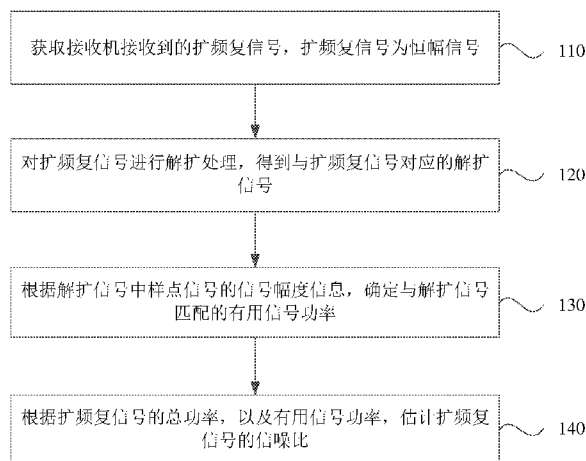 获取接收机接收到的扩频复信号，扩频复信号为恒幅信号
110
对扩频复信号进行解扩处理，得到与扩频复信号对应的解扩
信号
120
根据解扩信号中样点信号的信号幅度信息，确定与解扩信号
匹配的有用信号功率
130
根据扩频复信号的总功率，以及有用信号功率，估计扩频复
信号的信噪比
140